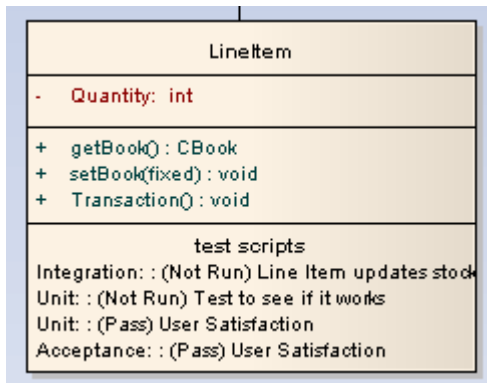 LineItem
- Quantity: int
+ getBook() : CBook
+ setBook(fixed) : void
+ Transaction() : void
test scripts
Integration: : (Not Run) Line Item updates stock
Unit: : (Not Run) Test to see if it works
Unit: : (Pass) User Satisfaction
Acceptance: : (Pass) User Satisfaction